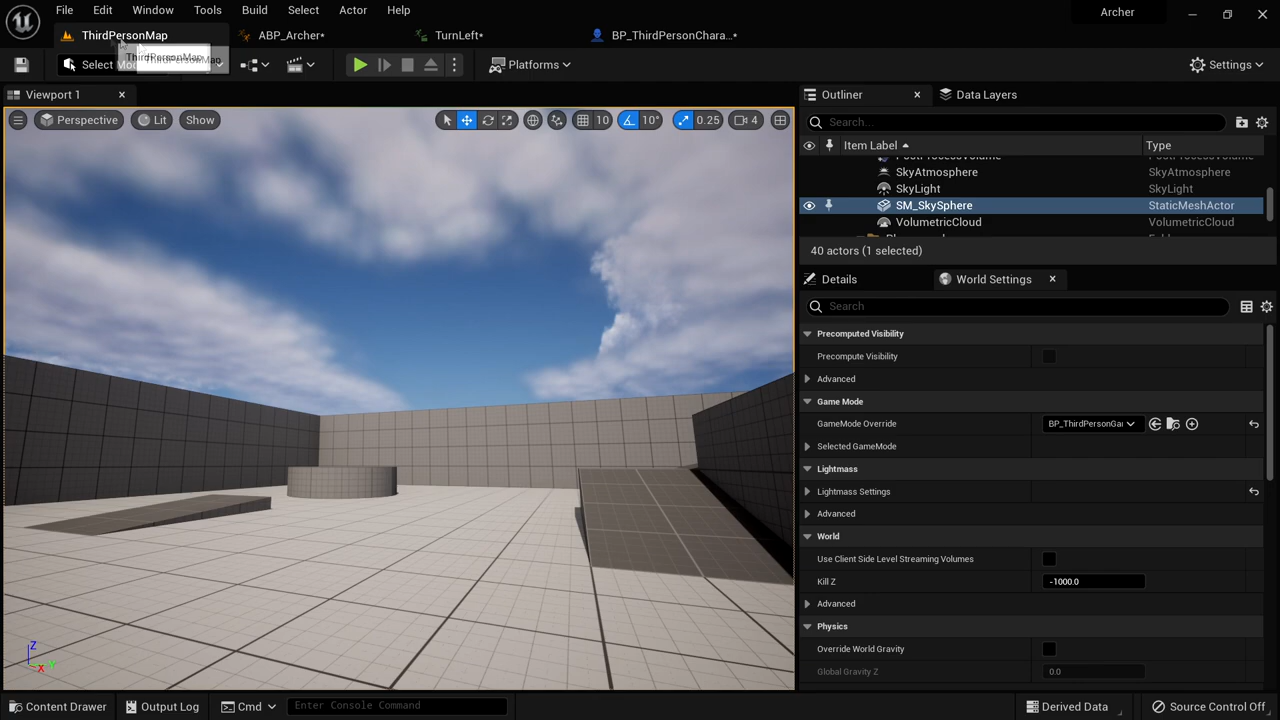 File Edit Window Tools Build Select Actor Help
Archer
ThirdPersonMap
ABP_Archer*
TurnLeft*
BP_ThirdPersonChara...*
ThirdPersonMap
ThirdPersonMap
Platforms
Settings
Viewport 1
Perspective
Lit
Show
10
10°
0.25
4
Outliner
Data Layers
Search...
Item Label
Type
SkyAtmosphere
SkyAtmosphere
SkyLight
SkyLight
SM_SkySphere
StaticMeshActor
VolumetricCloud
VolumetricCloud
40 actors (1 selected)
Details
World Settings
Search
Precomputed Visibility
Precompute Visibility
Advanced
Game Mode
GameMode Override
BP_ThirdPersonGa
Selected GameMode
Lightmass
Lightmass Settings
Advanced
World
Use Client Side Level Streaming Volumes
Kill Z
-1000.0
Advanced
Physics
Override World Gravity
Global Gravity Z
0.0
Z
Y
X
Content Drawer
Output Log
Cmd
Enter Console Command
Derived Data
Source Control Off